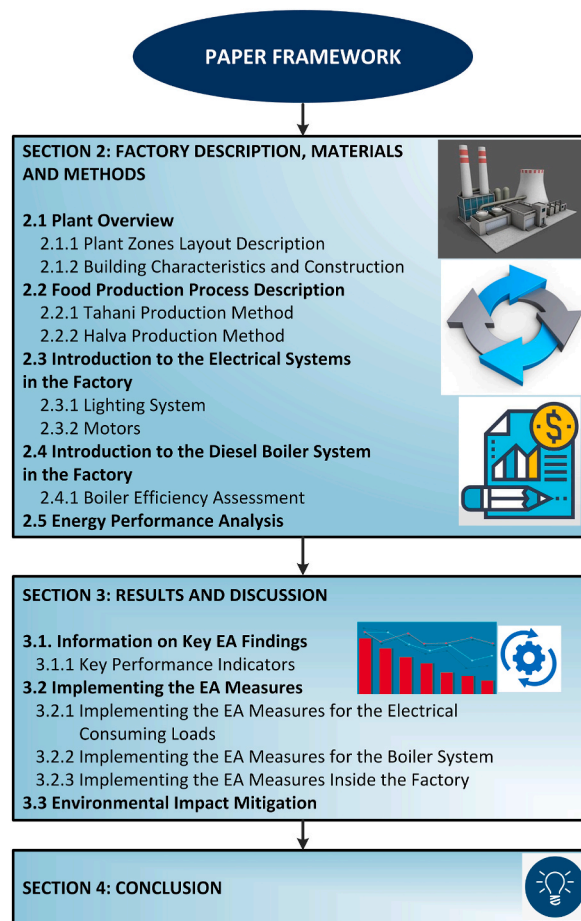 PAPER FRAMEWORK
SECTION 2: FACTORY DESCRIPTION, MATERIALS
AND METHODS
2.1 Plant Overview
2.1.1 Plant Zones Layout Description
2.1.2 Building Characteristics and Construction
2.2 Food Production Process Description
2.2.1 Tahani Production Method
2.2.2 Halva Production Method
2.3 Introduction to the Electrical Systems
in the Factory
2.3.1 Lighting System
2.3.2 Motors
2.4 Introduction to the Diesel Boiler System
in the Factory
2.4.1 Boiler Efficiency Assessment
2.5 Energy Performance Analysis
$
SECTION 3: RESULTS AND DISCUSSION
3.1. Information on Key EA Findings
3.1.1 Key Performance Indicators
3.2 Implementing the EA Measures
3.2.1 Implementing the EA Measures for the Electrical
Consuming Loads
3.2.2 Implementing the EA Measures for the Boiler System
3.2.3 Implementing the EA Measures Inside the Factory
3.3 Environmental Impact Mitigation
SECTION 4: CONCLUSION